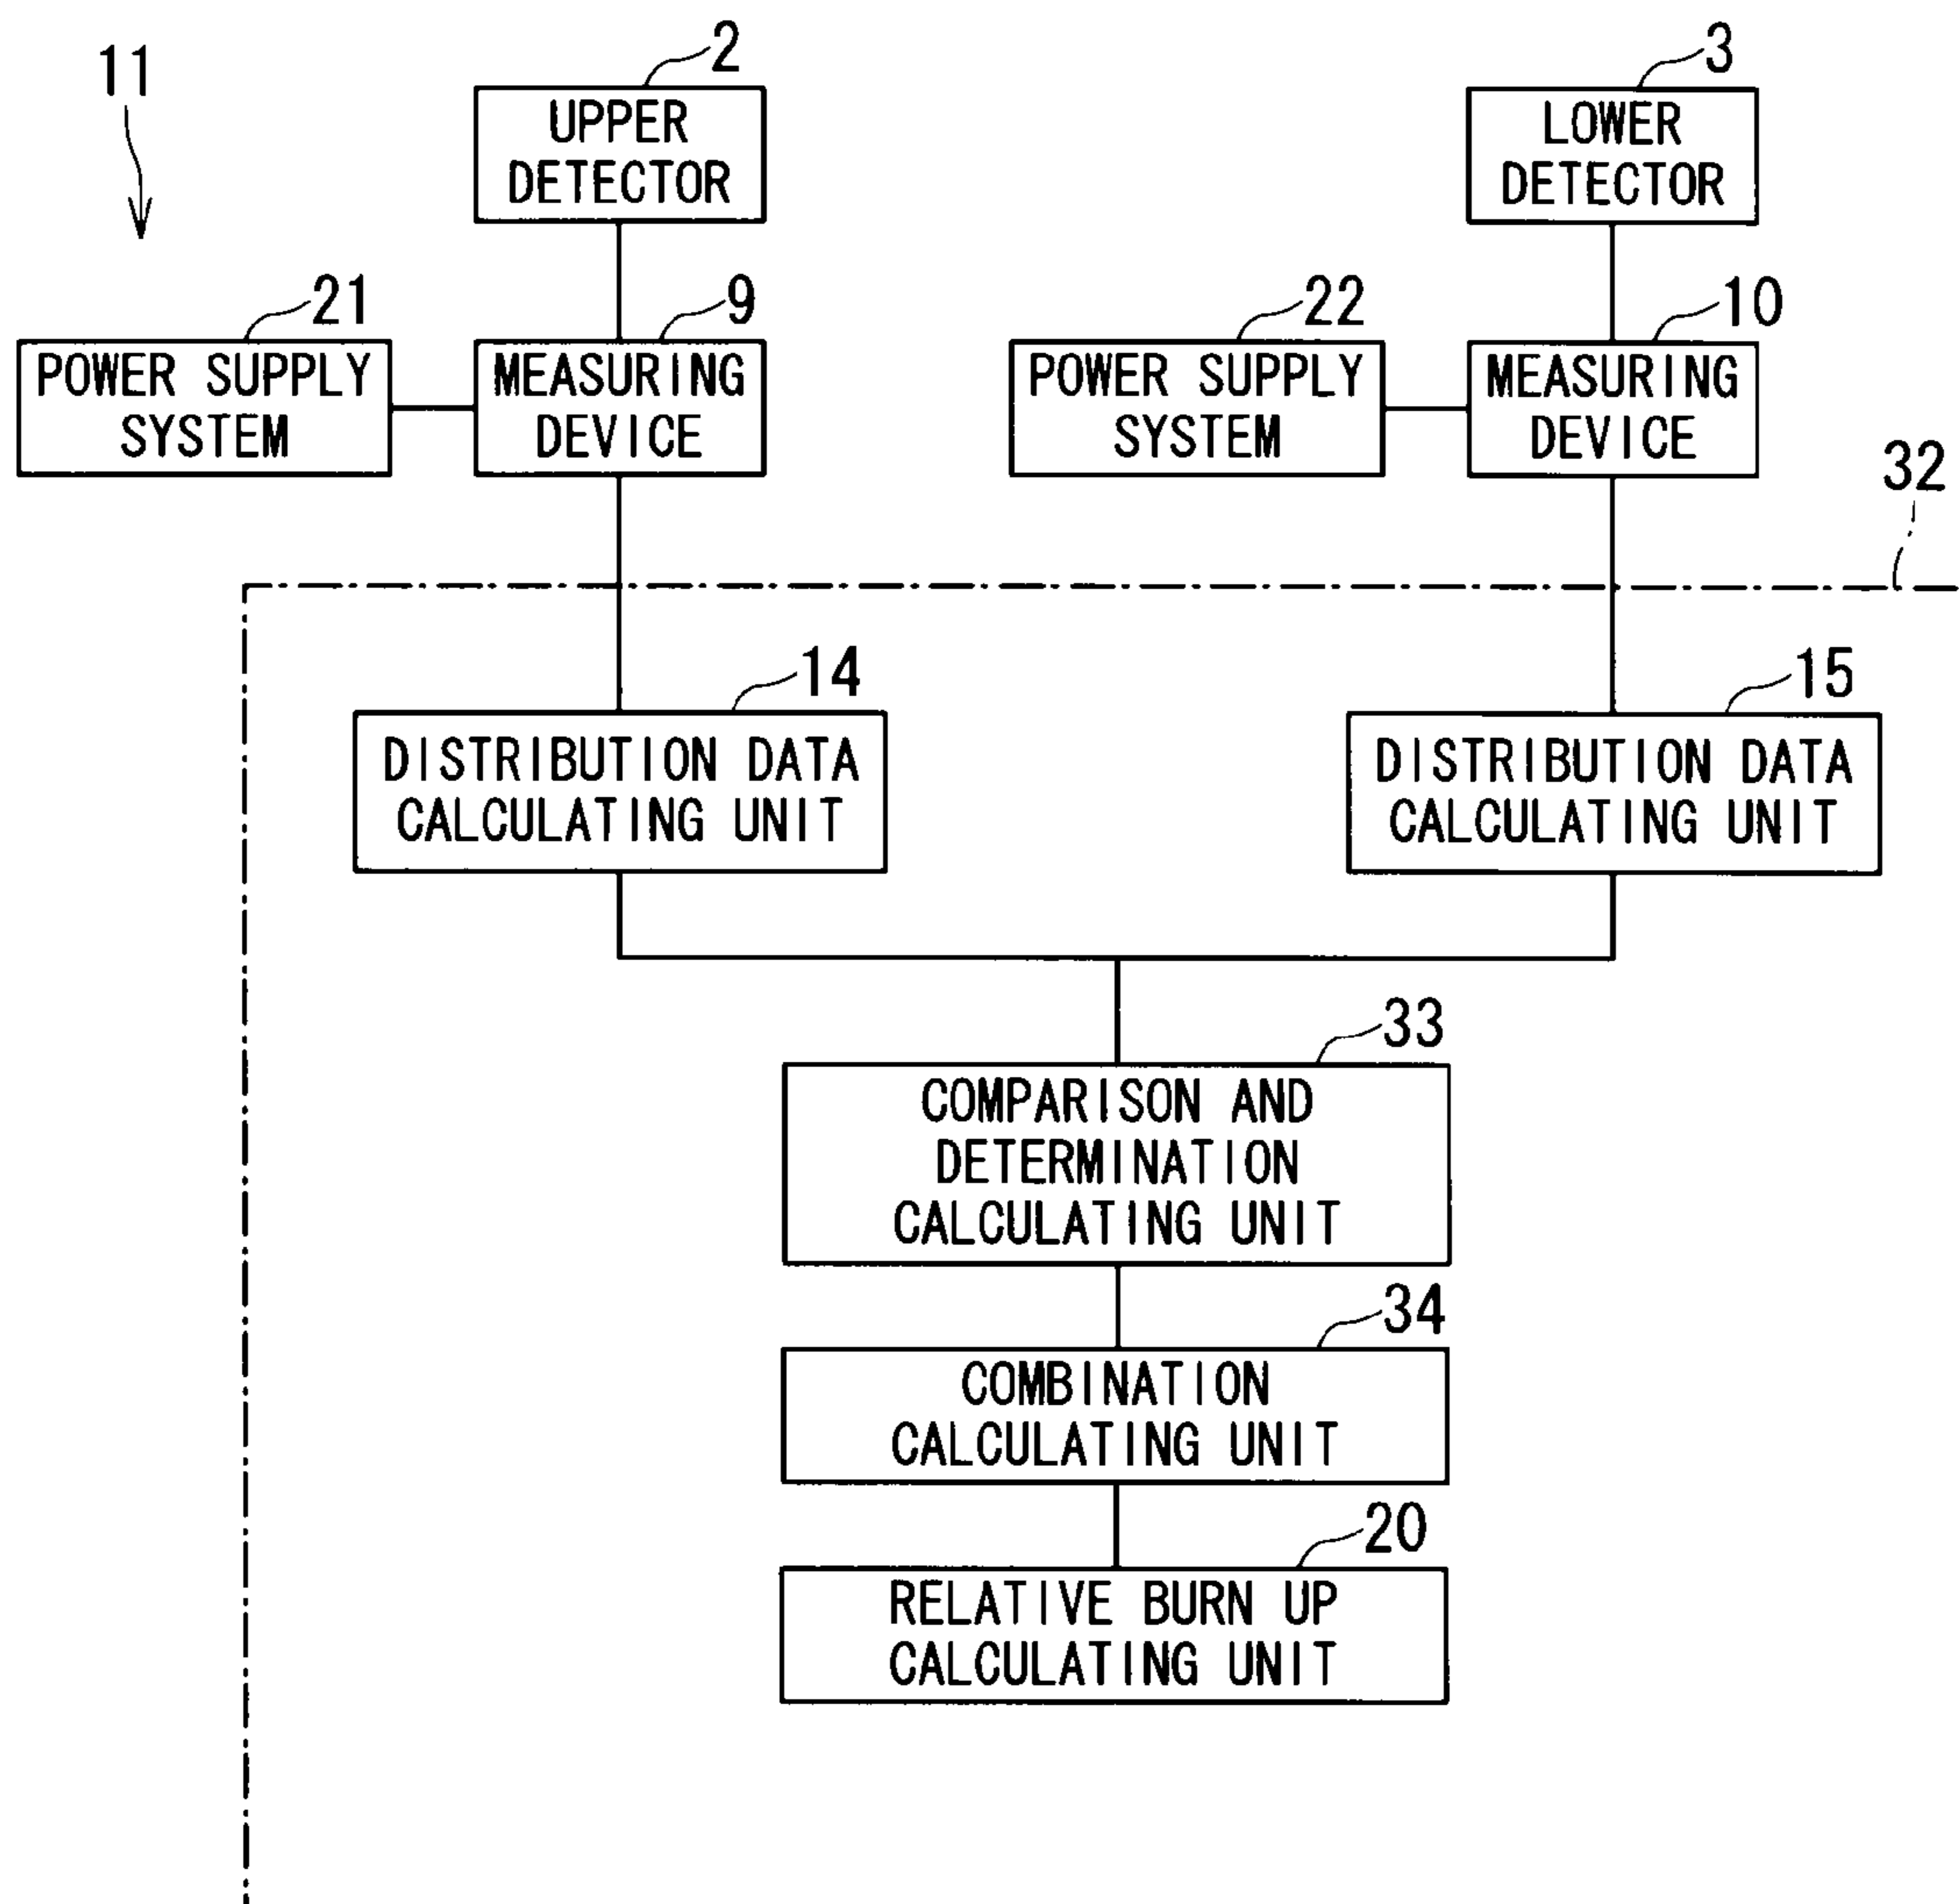 11
2
UPPER
DETECTOR
3
LOWER
DETECTOR
21
POWER SUPPLY
SYSTEM
9
MEASURING
DEVICE
22
POWER SUPPLY
SYSTEM
10
MEASURING
DEVICE
32
14
DISTRIBUTION DATA
CALCULATING UNIT
15
DISTRIBUTION DATA
CALCULATING UNIT
33
COMPARISON AND
DETERMINATION
CALCULATING UNIT
34
COMBINATION
CALCULATING UNIT
20
RELATIVE BURN UP
CALCULATING UNIT